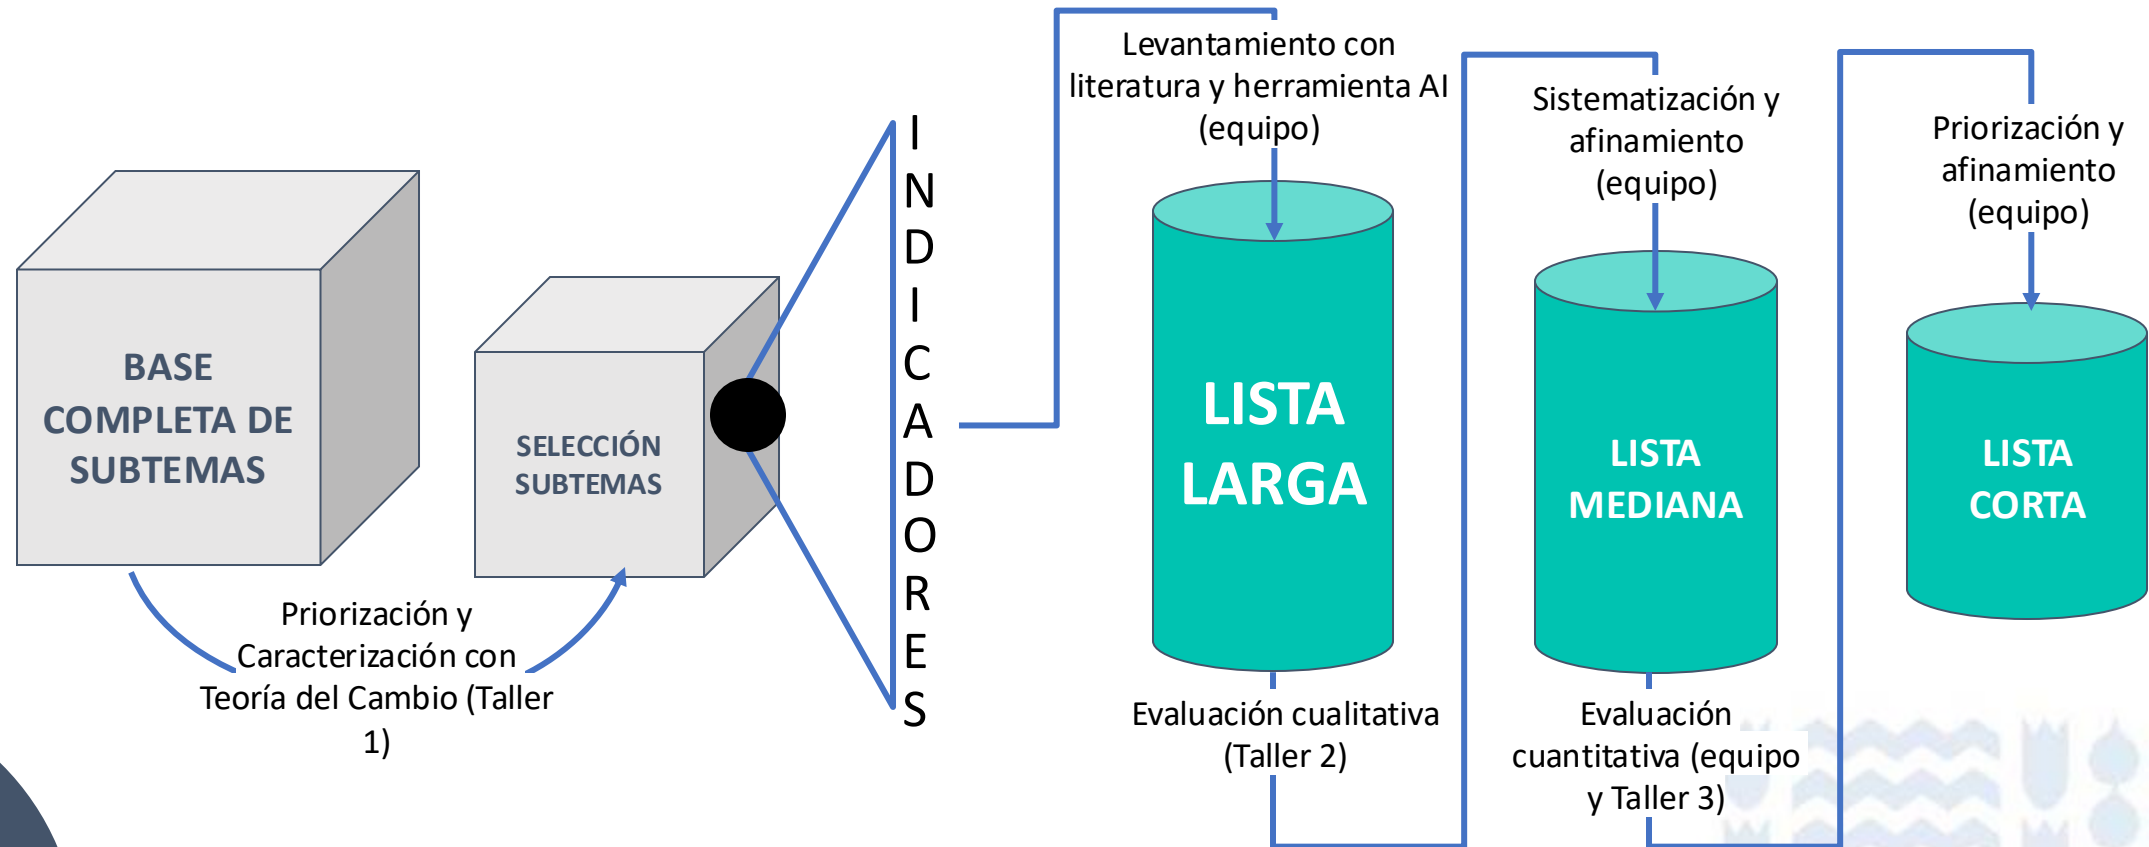 BASE
COMPLETA DE
SUBTEMAS
Priorización y
Caracterización con
Teoría del Cambio (Taller
1)
SELECCIÓN
SUBTEMAS
I
N
D
I
C
A
D
O
R
E
S
Levantamiento con
literatura y herramienta AI
(equipo)
LISTA
LARGA
Evaluación cualitativa
(Taller 2)
Sistematización y
afinamiento
(equipo)
LISTA
MEDIANA
Evaluación
cuantitativa (equipo
y Taller 3)
Priorización y
afinamiento
(equipo)
LISTA
CORTA